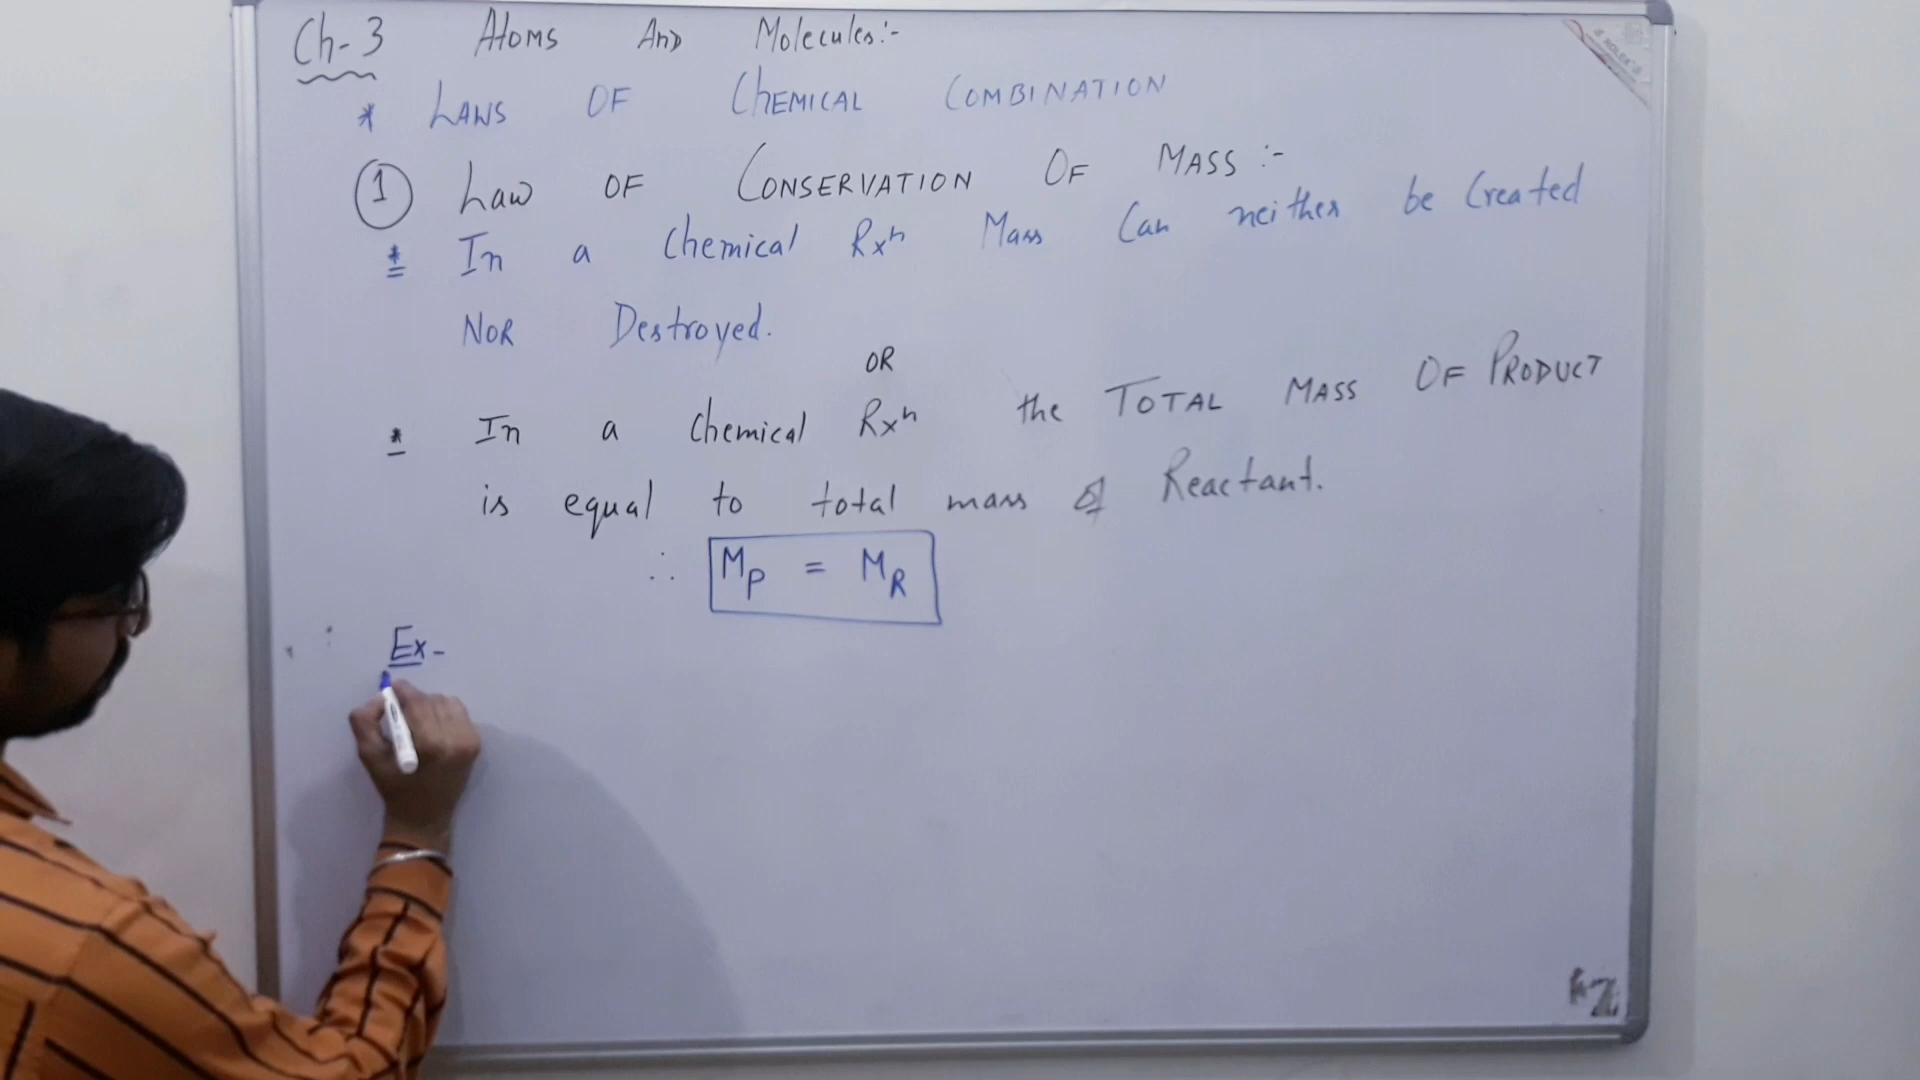 Ch-3 Atoms And Molecules:-
* LAWS OF CHEMICAL COMBINATION
① Law OF CONSERVATION OF MASS :-
* In a Chemical Rxⁿ Mass Can neither be Created
NOR Destroyed.
OR
* In a Chemical Rxⁿ the TOTAL MASS OF PRODUCT
is equal to total mass of Reactant.
∴ M_P = M_R
Ex-